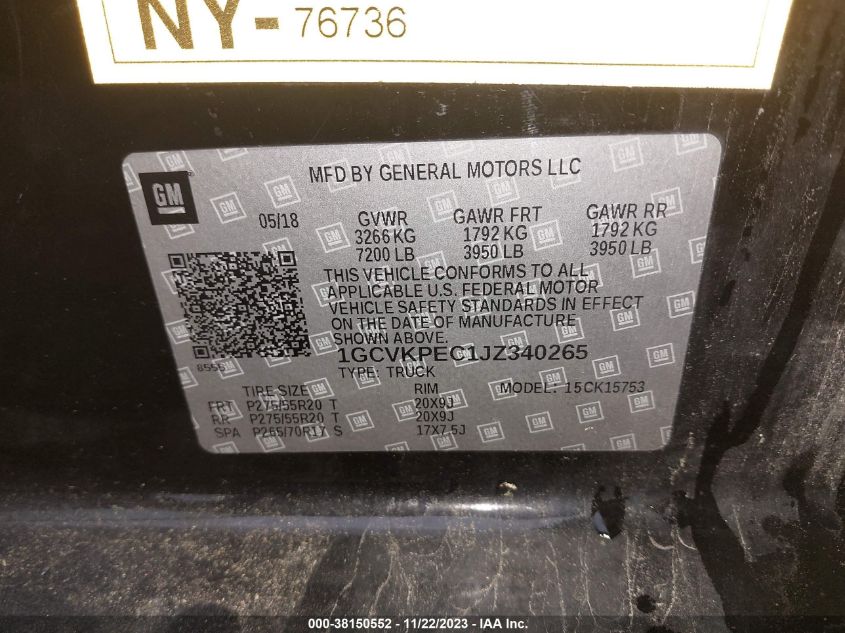 NY-76736
MFD BY GENERAL MOTORS LLC
GM
05/18 GVWR GAWR FRT GAWR RR
3266 KG 1792 KG 1792 KG
7200 LB 3950 LB 3950 LB
THIS VEHICLE CONFORMS TO ALL
APPLICABLE U.S. FEDERAL MOTOR
VEHICLE SAFETY STANDARDS IN EFFECT
ON THE DATE OF MANUFACTURE
SHOWN ABOVE.
1GCVKPEC1JZ340265
TYPE: TRUCK
TIRE SIZE RIM MODEL: 15CK15753
FRT P275/55R20 T 20X9J
RR P275/55R20 T 20X9J
SPA P265/70R17 S 17X7.5J
000-38150552 - 11/22/2023 - IAA Inc.